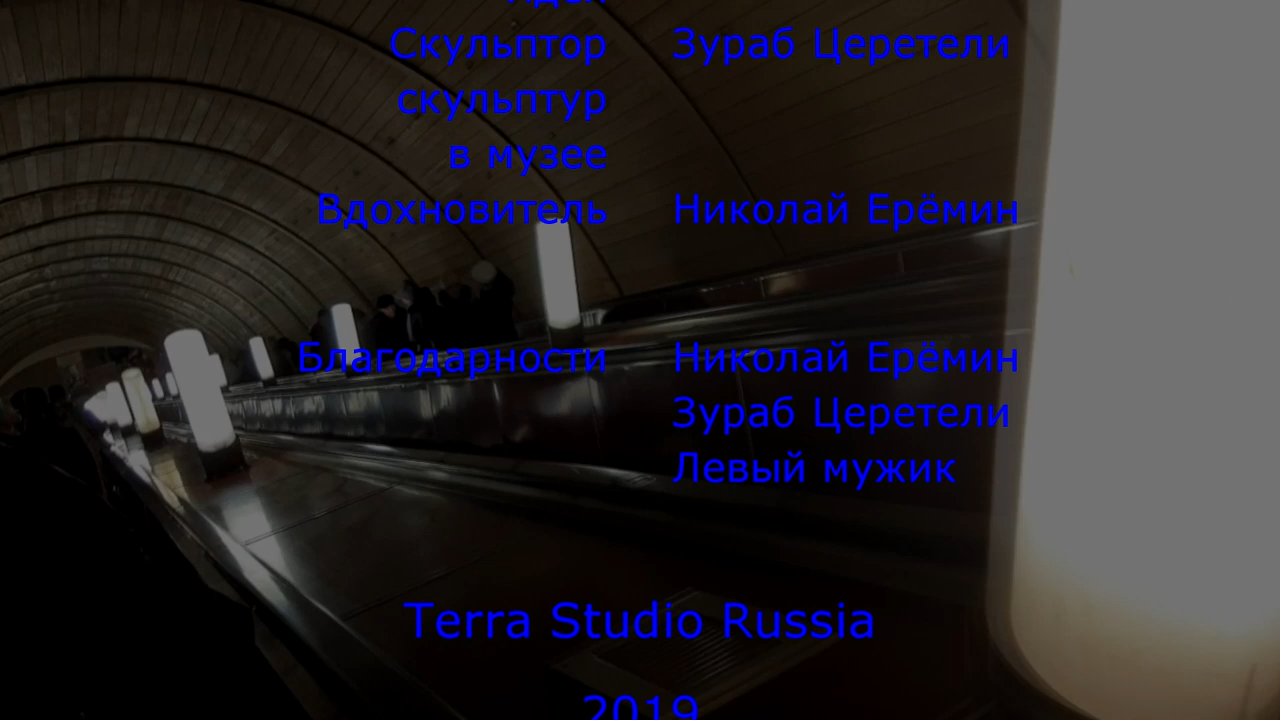 Идея
Скульптор Зураб Церетели
скульптур
в музее
Вдохновитель Николай Ерёмин
Благодарности Николай Ерёмин
Зураб Церетели
Левый мужик
Terra Studio Russia
2019